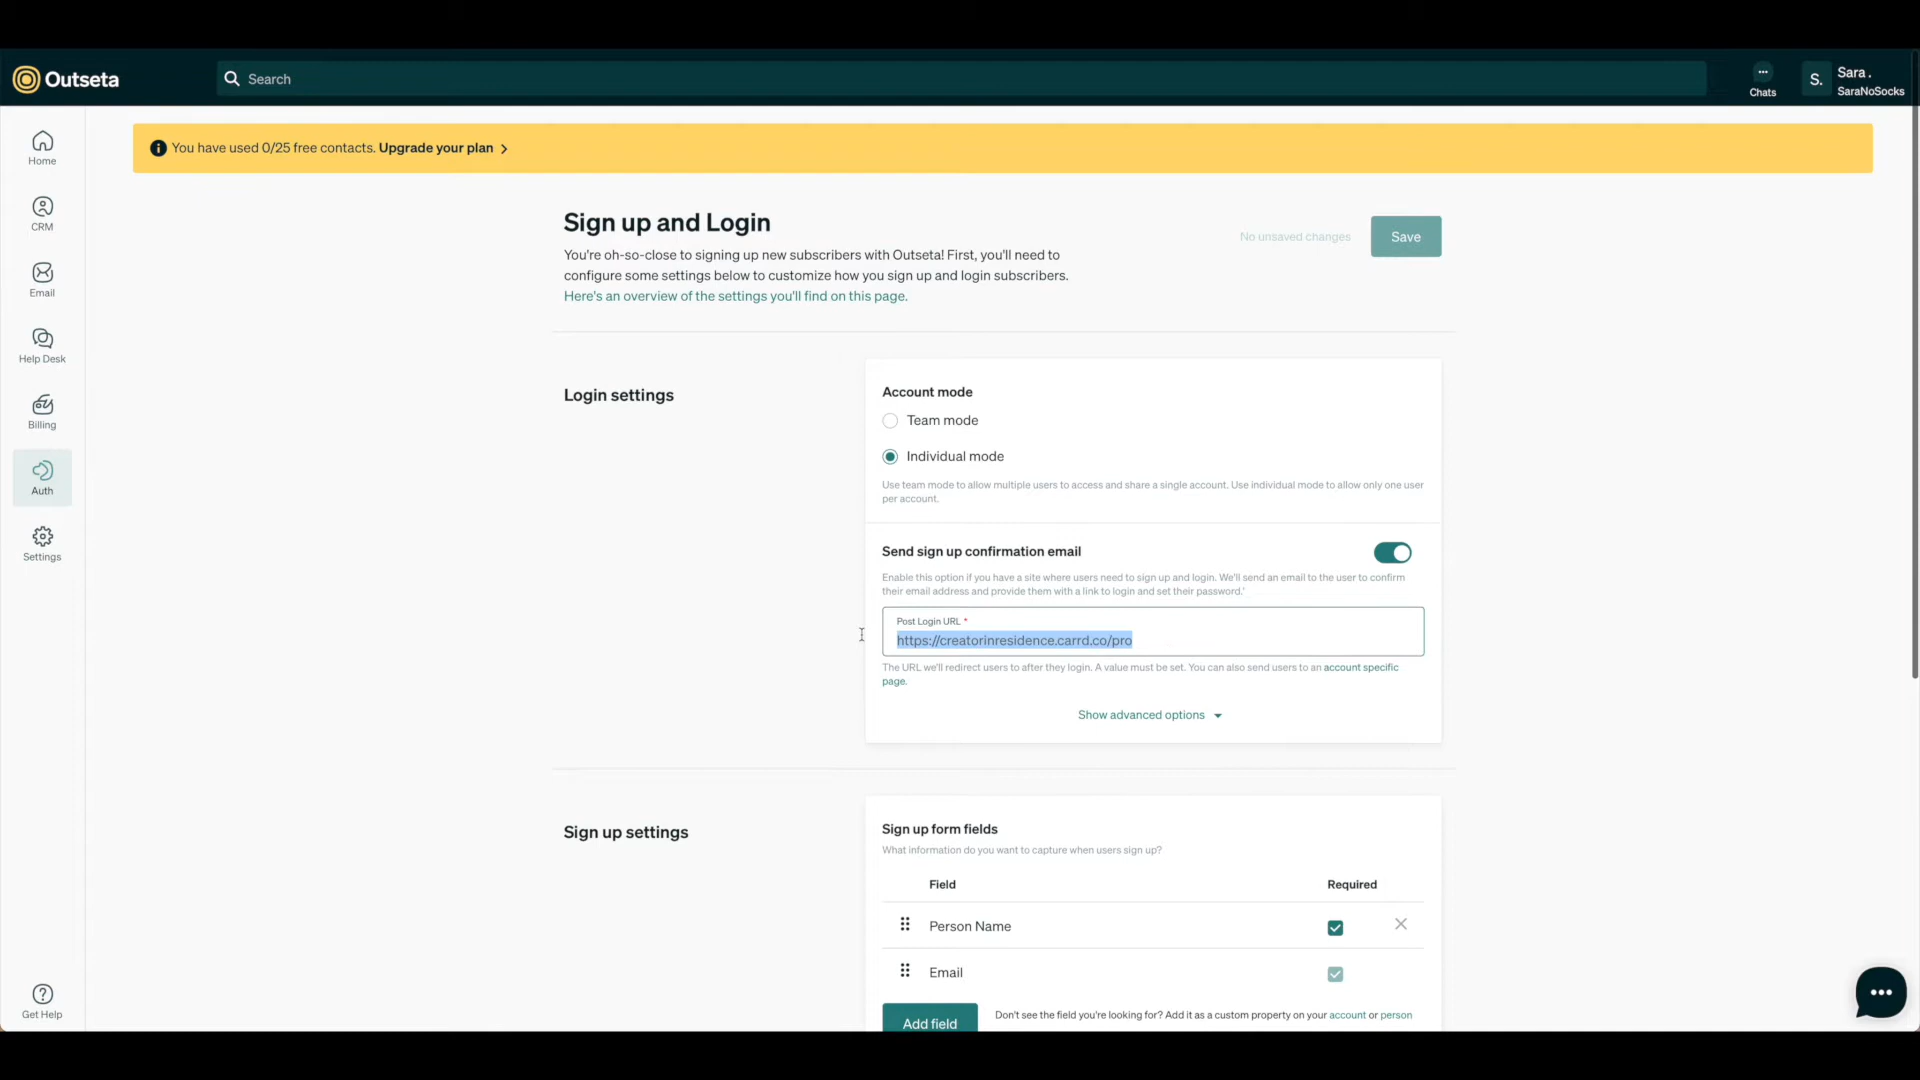 Outseta
Search
Chats
S.
Sara .
SaraNoSocks
Home
CRM
Email
Help Desk
Billing
Auth
Settings
Get Help
You have used 0/25 free contacts. Upgrade your plan
Sign up and Login
No unsaved changes
Save
You're oh-so-close to signing up new subscribers with Outseta! First, you'll need to
configure some settings below to customize how you sign up and login subscribers.
Here's an overview of the settings you'll find on this page.
Login settings
Account mode
Team mode
Individual mode
Use team mode to allow multiple users to access and share a single account. Use individual mode to allow only one user
per account.
Send sign up confirmation email
Enable this option if you have a site where users need to sign up and login. We'll send an email to the user to confirm
their email address and provide them with a link to login and set their password.'
Post Login URL *
https://creatorinresidence.carrd.co/pro
The URL we'll redirect users to after they login. A value must be set. You can also send users to an account specific
page.
Show advanced options
Sign up settings
Sign up form fields
What information do you want to capture when users sign up?
Field Required
Person Name
Email
Add field
Don't see the field you're looking for? Add it as a custom property on your account or person